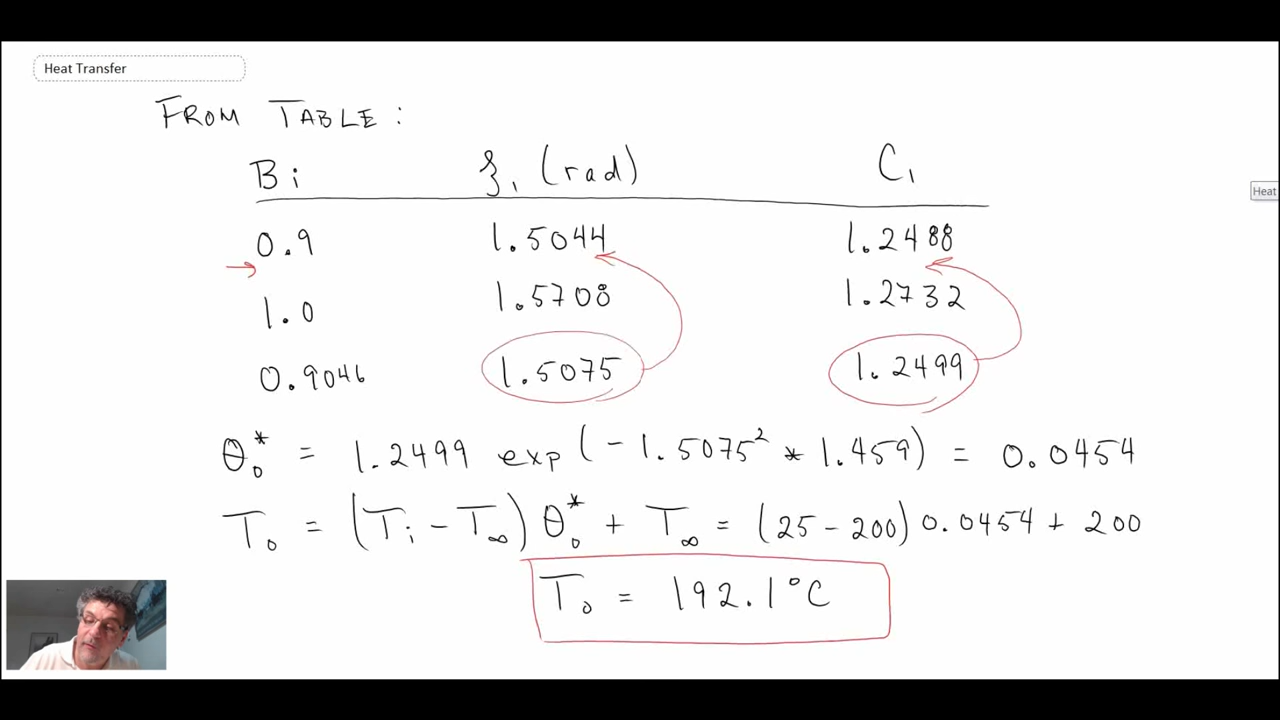 Heat Transfer
FROM TABLE:
Bi ξ₁ (rad) C₁
Heat
0.9 1.5044 1.2488
1.0 1.5708 1.2732
0.9046 1.5075 1.2499
θ₀* = 1.2499 exp(-1.5075² * 1.459) = 0.0454
T₀ = (Tᵢ - T∞) θ₀* + T∞ = (25 - 200) 0.0454 + 200
T₀ = 192.1°C